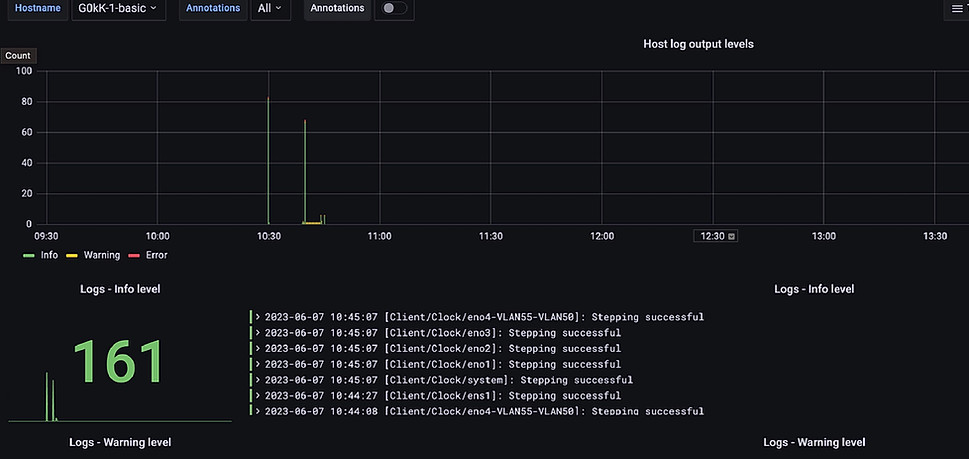 Hostname G0kK-1-basic Annotations All Annotations
Host log output levels
Count
100
80
60
40
20
0
09:30 10:00 10:30 11:00 11:30 12:00 12:30 13:00 13:30
Info Warning Error
Logs - Info level
Logs - Info level
161
2023-06-07 10:45:07 [Client/Clock/eno4-VLAN55-VLAN50]: Stepping successful
2023-06-07 10:45:07 [Client/Clock/eno3]: Stepping successful
2023-06-07 10:45:07 [Client/Clock/eno2]: Stepping successful
2023-06-07 10:45:07 [Client/Clock/eno1]: Stepping successful
2023-06-07 10:45:07 [Client/Clock/system]: Stepping successful
2023-06-07 10:44:27 [Client/Clock/ens1]: Stepping successful
2023-06-07 10:44:08 [Client/Clock/eno4-VLAN55-VLAN50]: Stepping successful
Logs - Warning level
Logs - Warning level